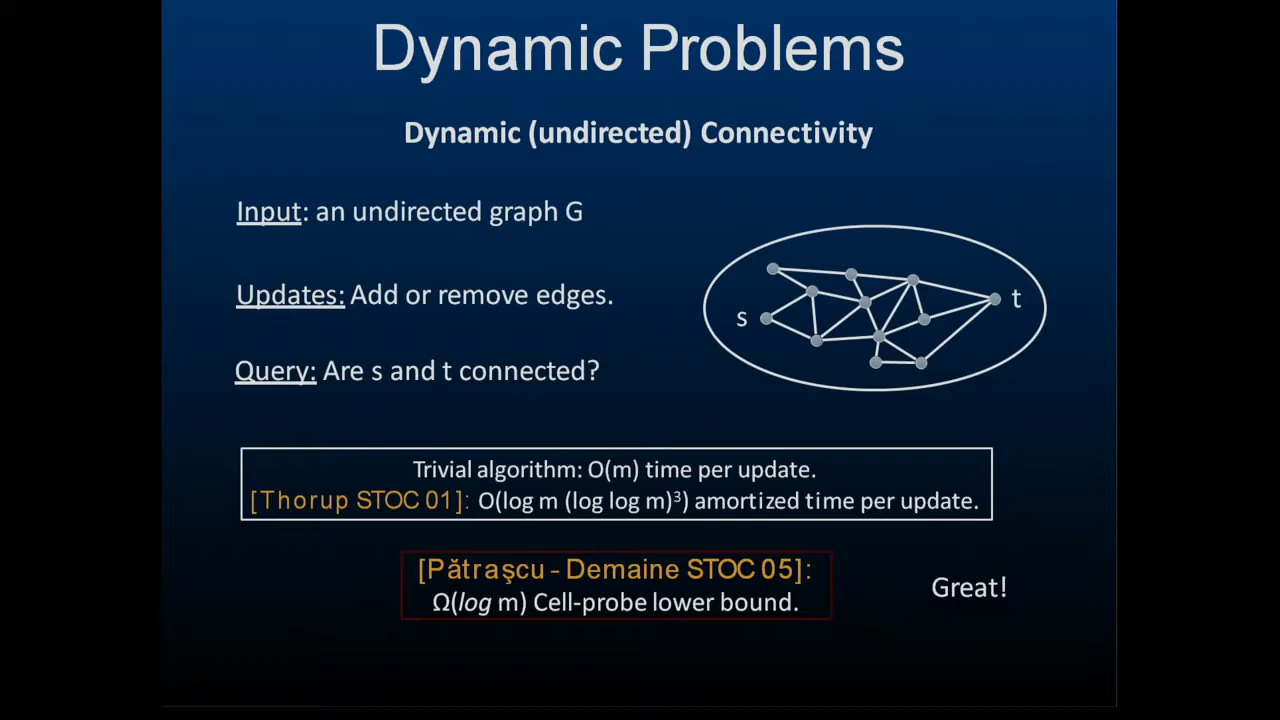 Dynamic Problems
Dynamic (undirected) Connectivity
Input: an undirected graph G
Updates: Add or remove edges.
Query: Are s and t connected?
s
t
Trivial algorithm: O(m) time per update.
[Thorup STOC 01]: O(log m (log log m)³) amortized time per update.
[Pătraşcu - Demaine STOC 05]:
Ω(log m) Cell-probe lower bound.
Great!